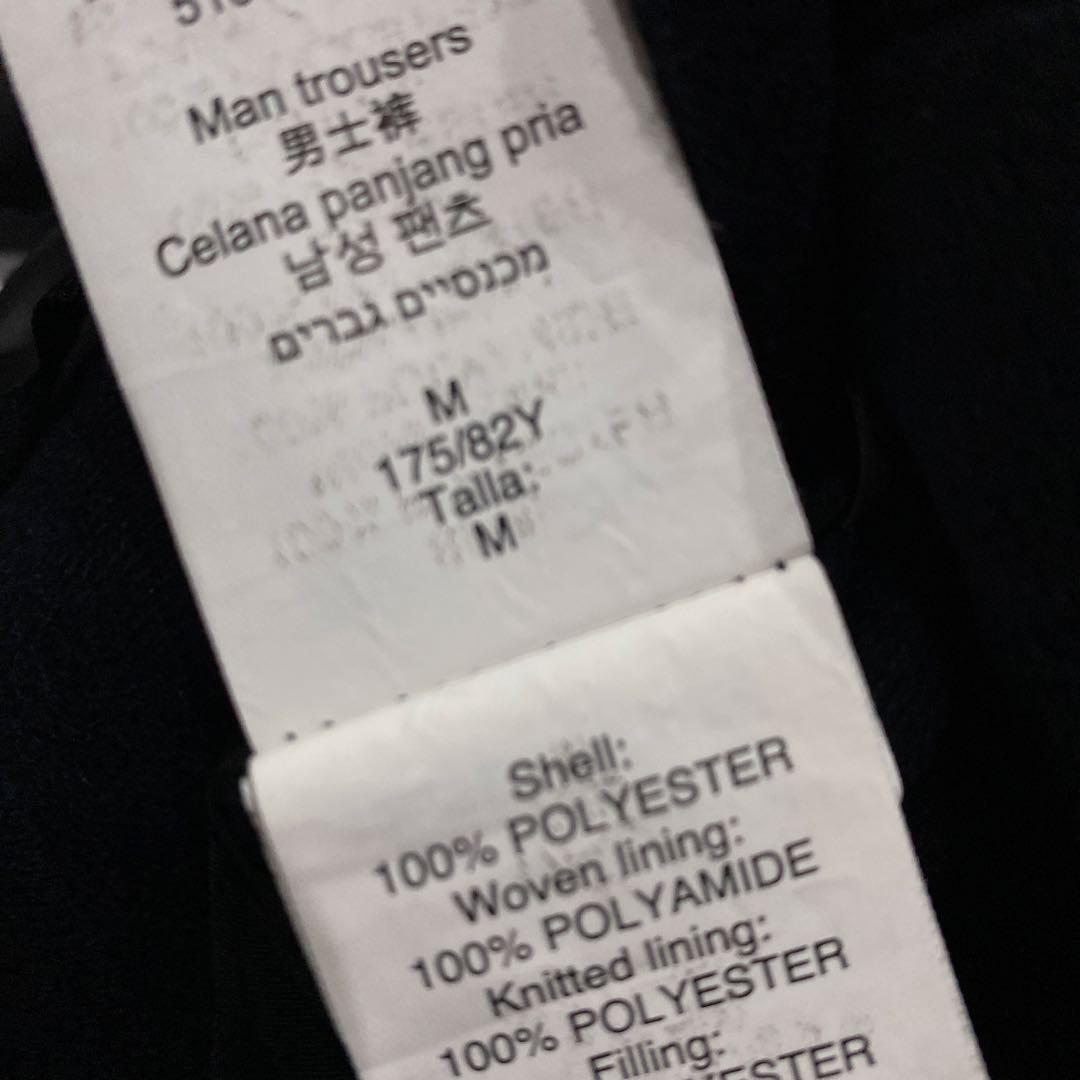 Man trousers
男士裤
Celana panjang pria
남성 팬츠
מכנסיים גברים
M
175/82Y
Talla:
M
Shell:
100% POLYESTER
Woven lining:
100% POLYAMIDE
Knitted lining:
100% POLYESTER
Filling: